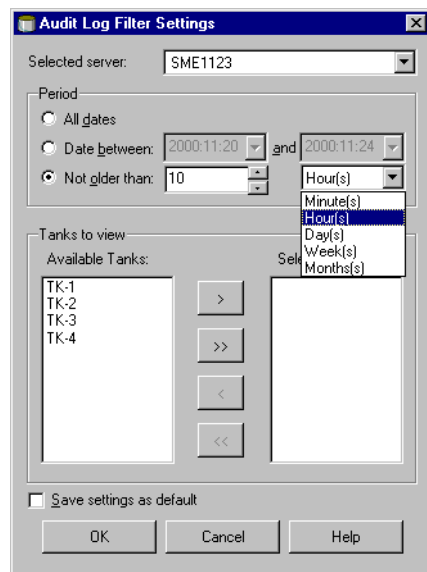 Audit Log Filter Settings
Selected server: SME1123
Period
All dates
Date between: 2000:11:20 and 2000:11:24
Not older than: 10 Hour(s)
Minute(s)
Hour(s)
Day(s)
Week(s)
Months(s)
Tanks to view
Available Tanks: Sele
TK-1
TK-2
TK-3
TK-4
>
>>
<
<<
Save settings as default
OK Cancel Help